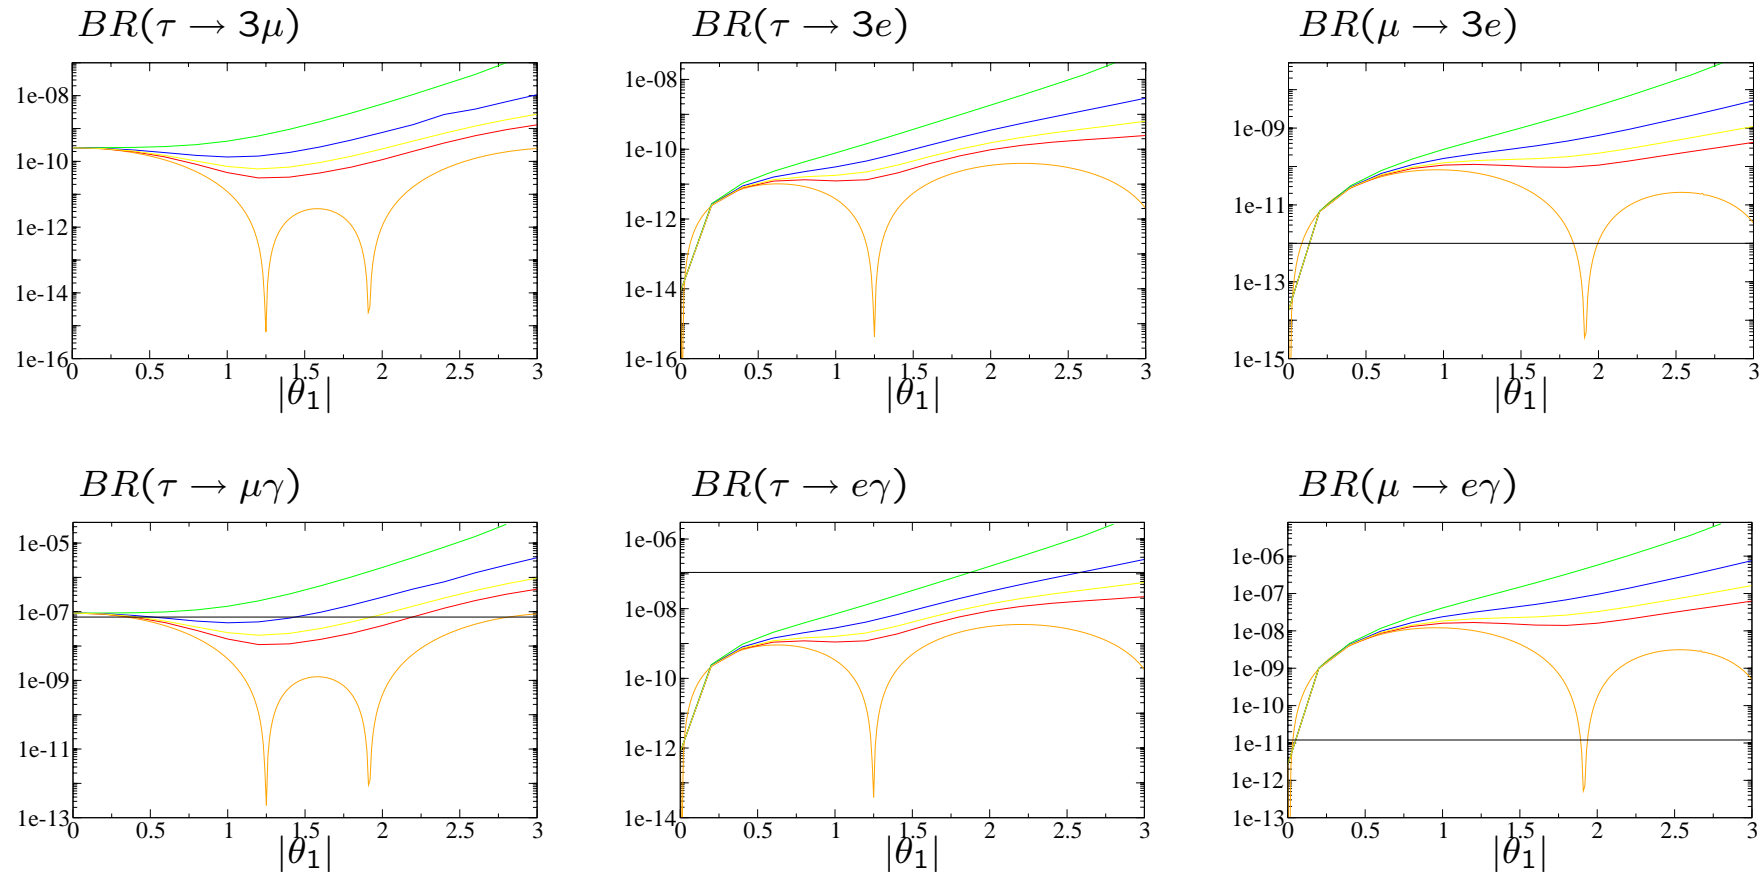 BR(τ → 3μ) BR(τ → 3e) BR(μ → 3e)
1e-08 1e-08
1e-09
1e-10 1e-10
1e-11
1e-12 1e-12
1e-13
1e-14 1e-14
1e-16 1e-16 1e-15
0 0.5 1 1.5 2 2.5 3 0 0.5 1 1.5 2 2.5 3 0 0.5 1 1.5 2 2.5 3
|θ₁| |θ₁| |θ₁|
BR(τ → μγ) BR(τ → eγ) BR(μ → eγ)
1e-05 1e-06 1e-06
1e-07 1e-08 1e-07
1e-08
1e-09 1e-10 1e-09
1e-10
1e-11 1e-12 1e-11
1e-12
1e-13 1e-14 1e-13
0 0.5 1 1.5 2 2.5 3 0 0.5 1 1.5 2 2.5 3 0 0.5 1 1.5 2 2.5 3
|θ₁| |θ₁| |θ₁|